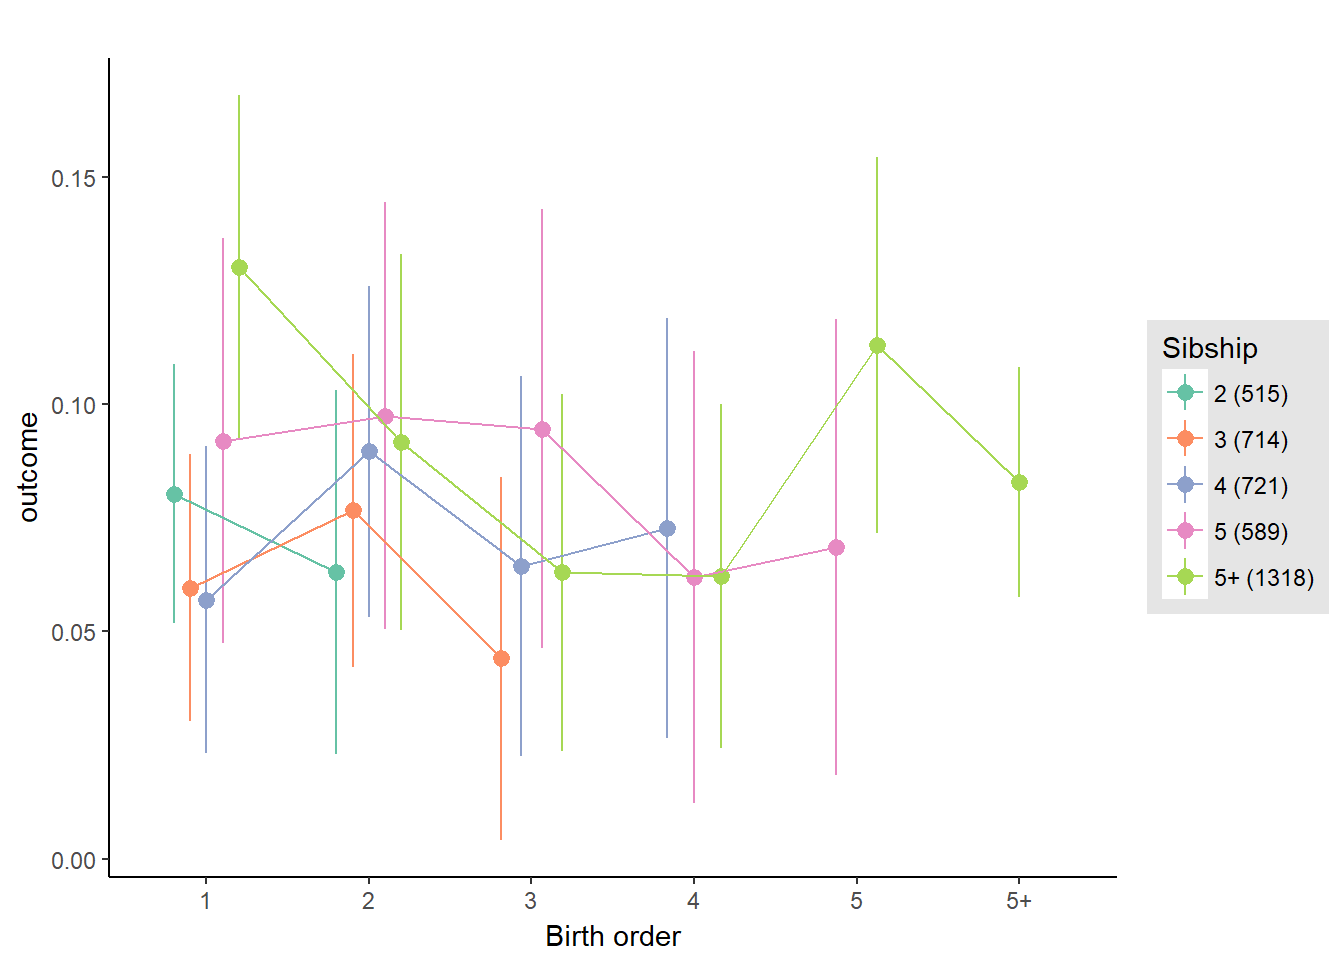 0.15
0.10
0.05
0.00
outcome
1 2 3 4 5 5+
Birth order
Sibship
2 (515)
3 (714)
4 (721)
5 (589)
5+ (1318)